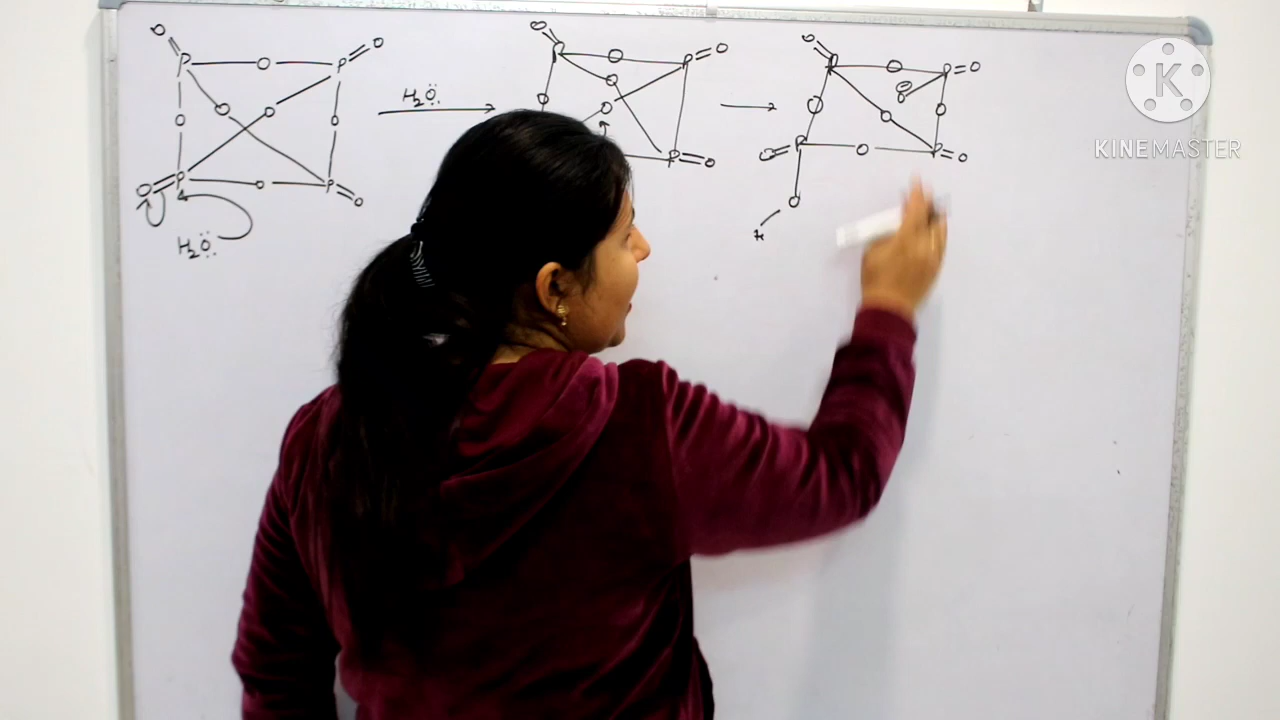 O O O O O
P O P P O P P O P O
H₂Ö O
O O O O O O O
O O O O
P O P P O P O P O
O O O
H₂Ö H
K
KINEMASTER